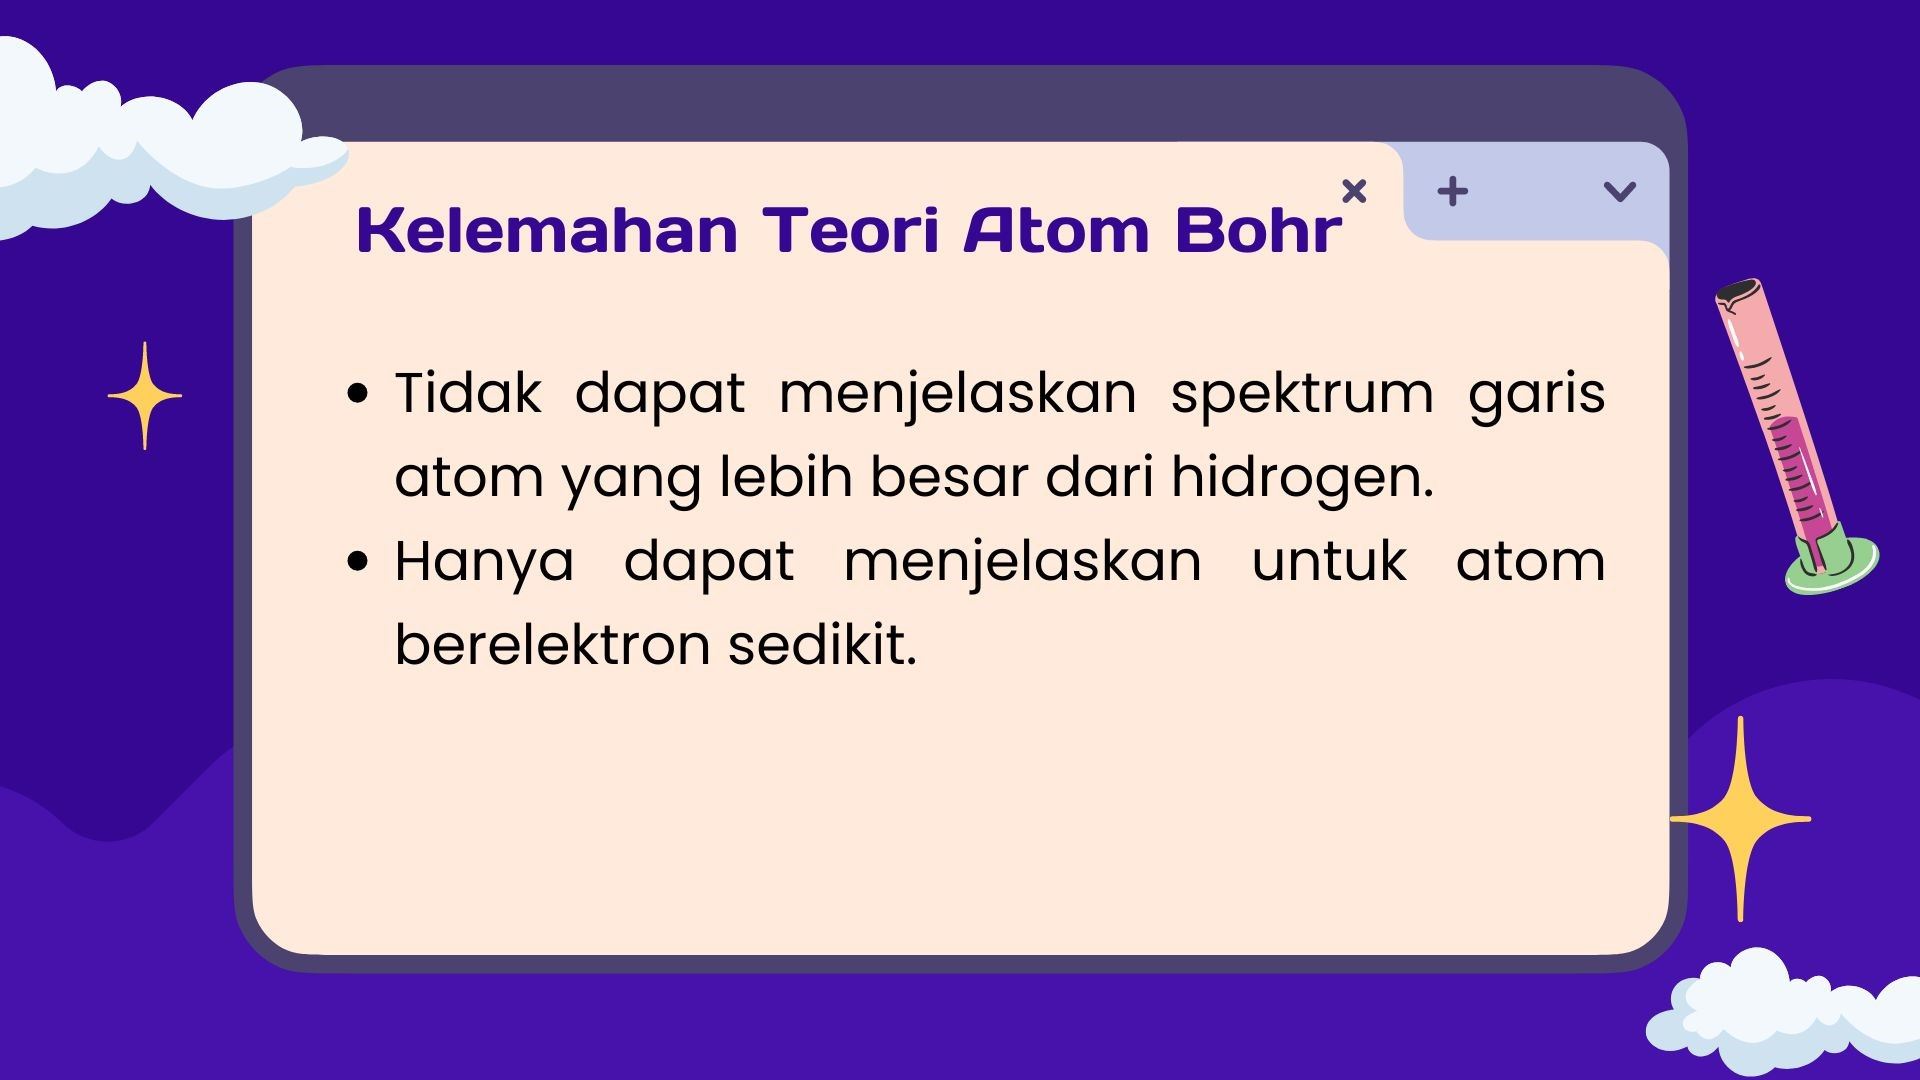 Kelemahan Teori Atom Bohr
• Tidak dapat menjelaskan spektrum garis
atom yang lebih besar dari hidrogen.
• Hanya dapat menjelaskan untuk atom
berelektron sedikit.